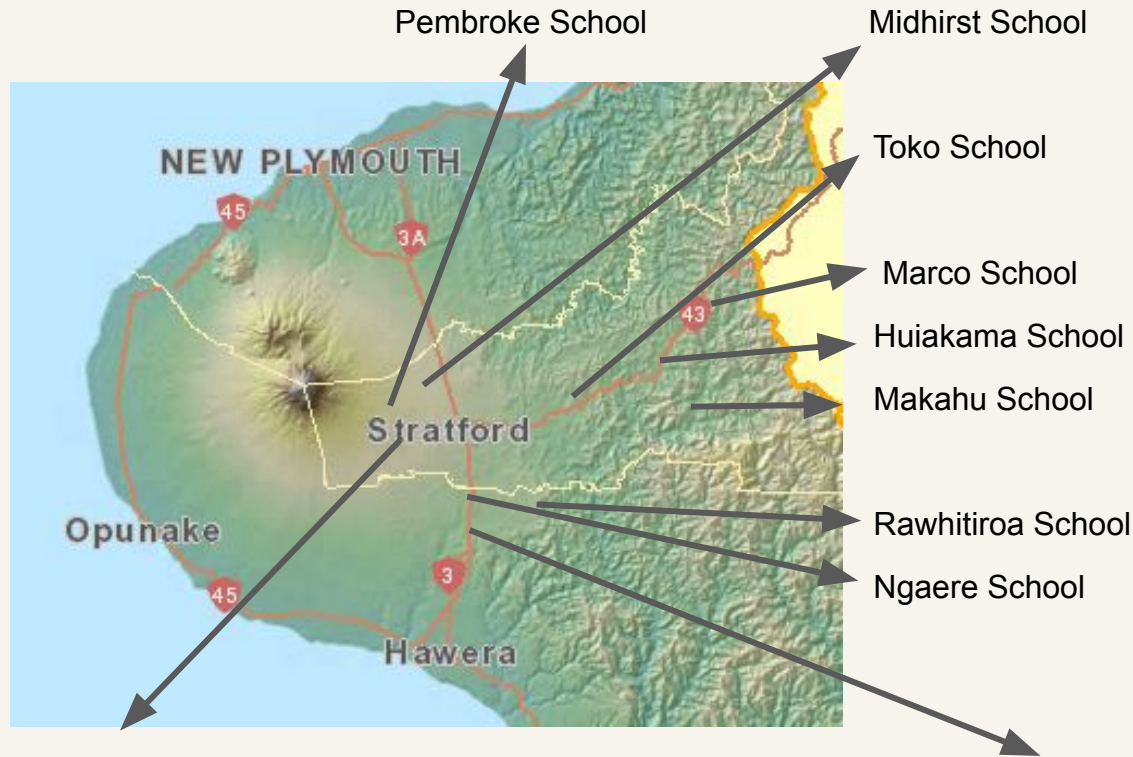 Pembroke School
Midhirst School
NEW PLYMOUTH
Toko School
45
3A
Marco School
43
Huiakama School
Makahu School
Stratford
Opunake
Rawhitiroa School
3
Ngaere School
45
Hawera